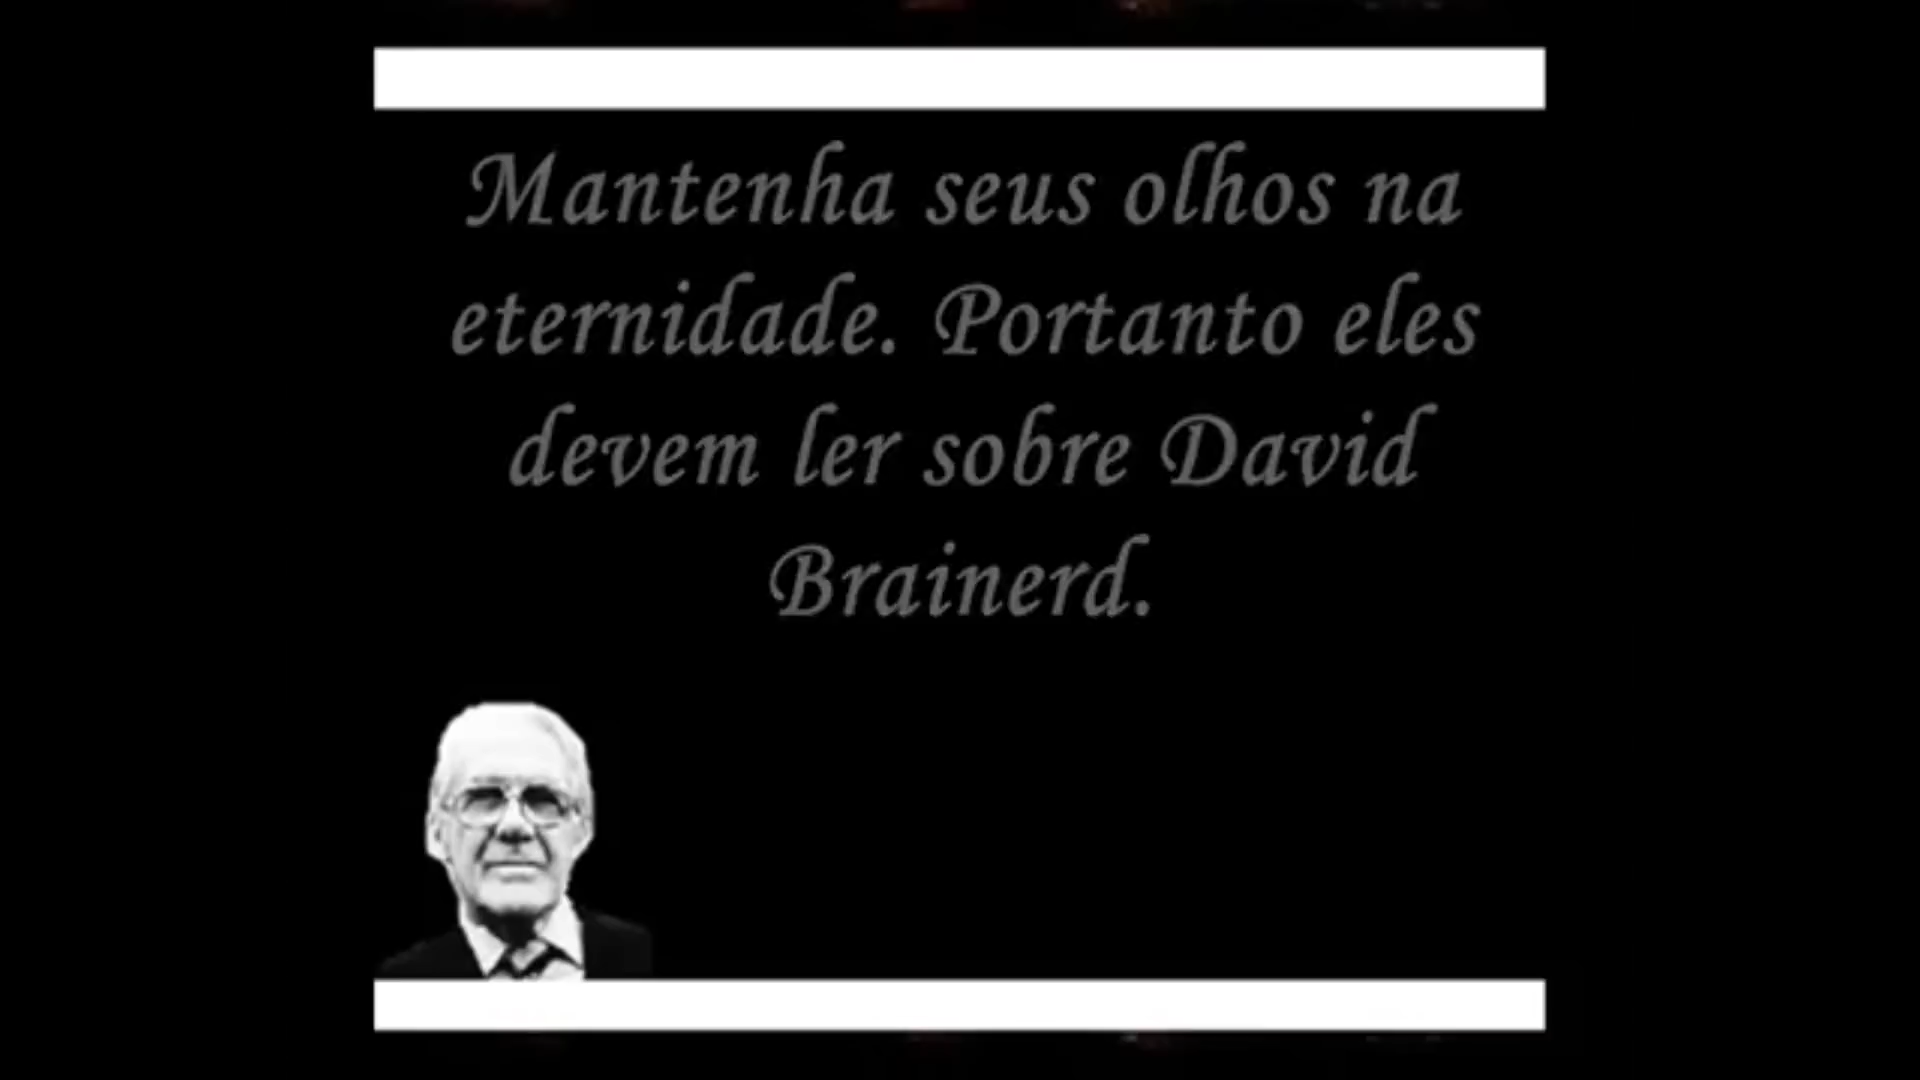 Mantenha seus olhos na
eternidade. Portanto eles
devem ler sobre David
Brainerd.